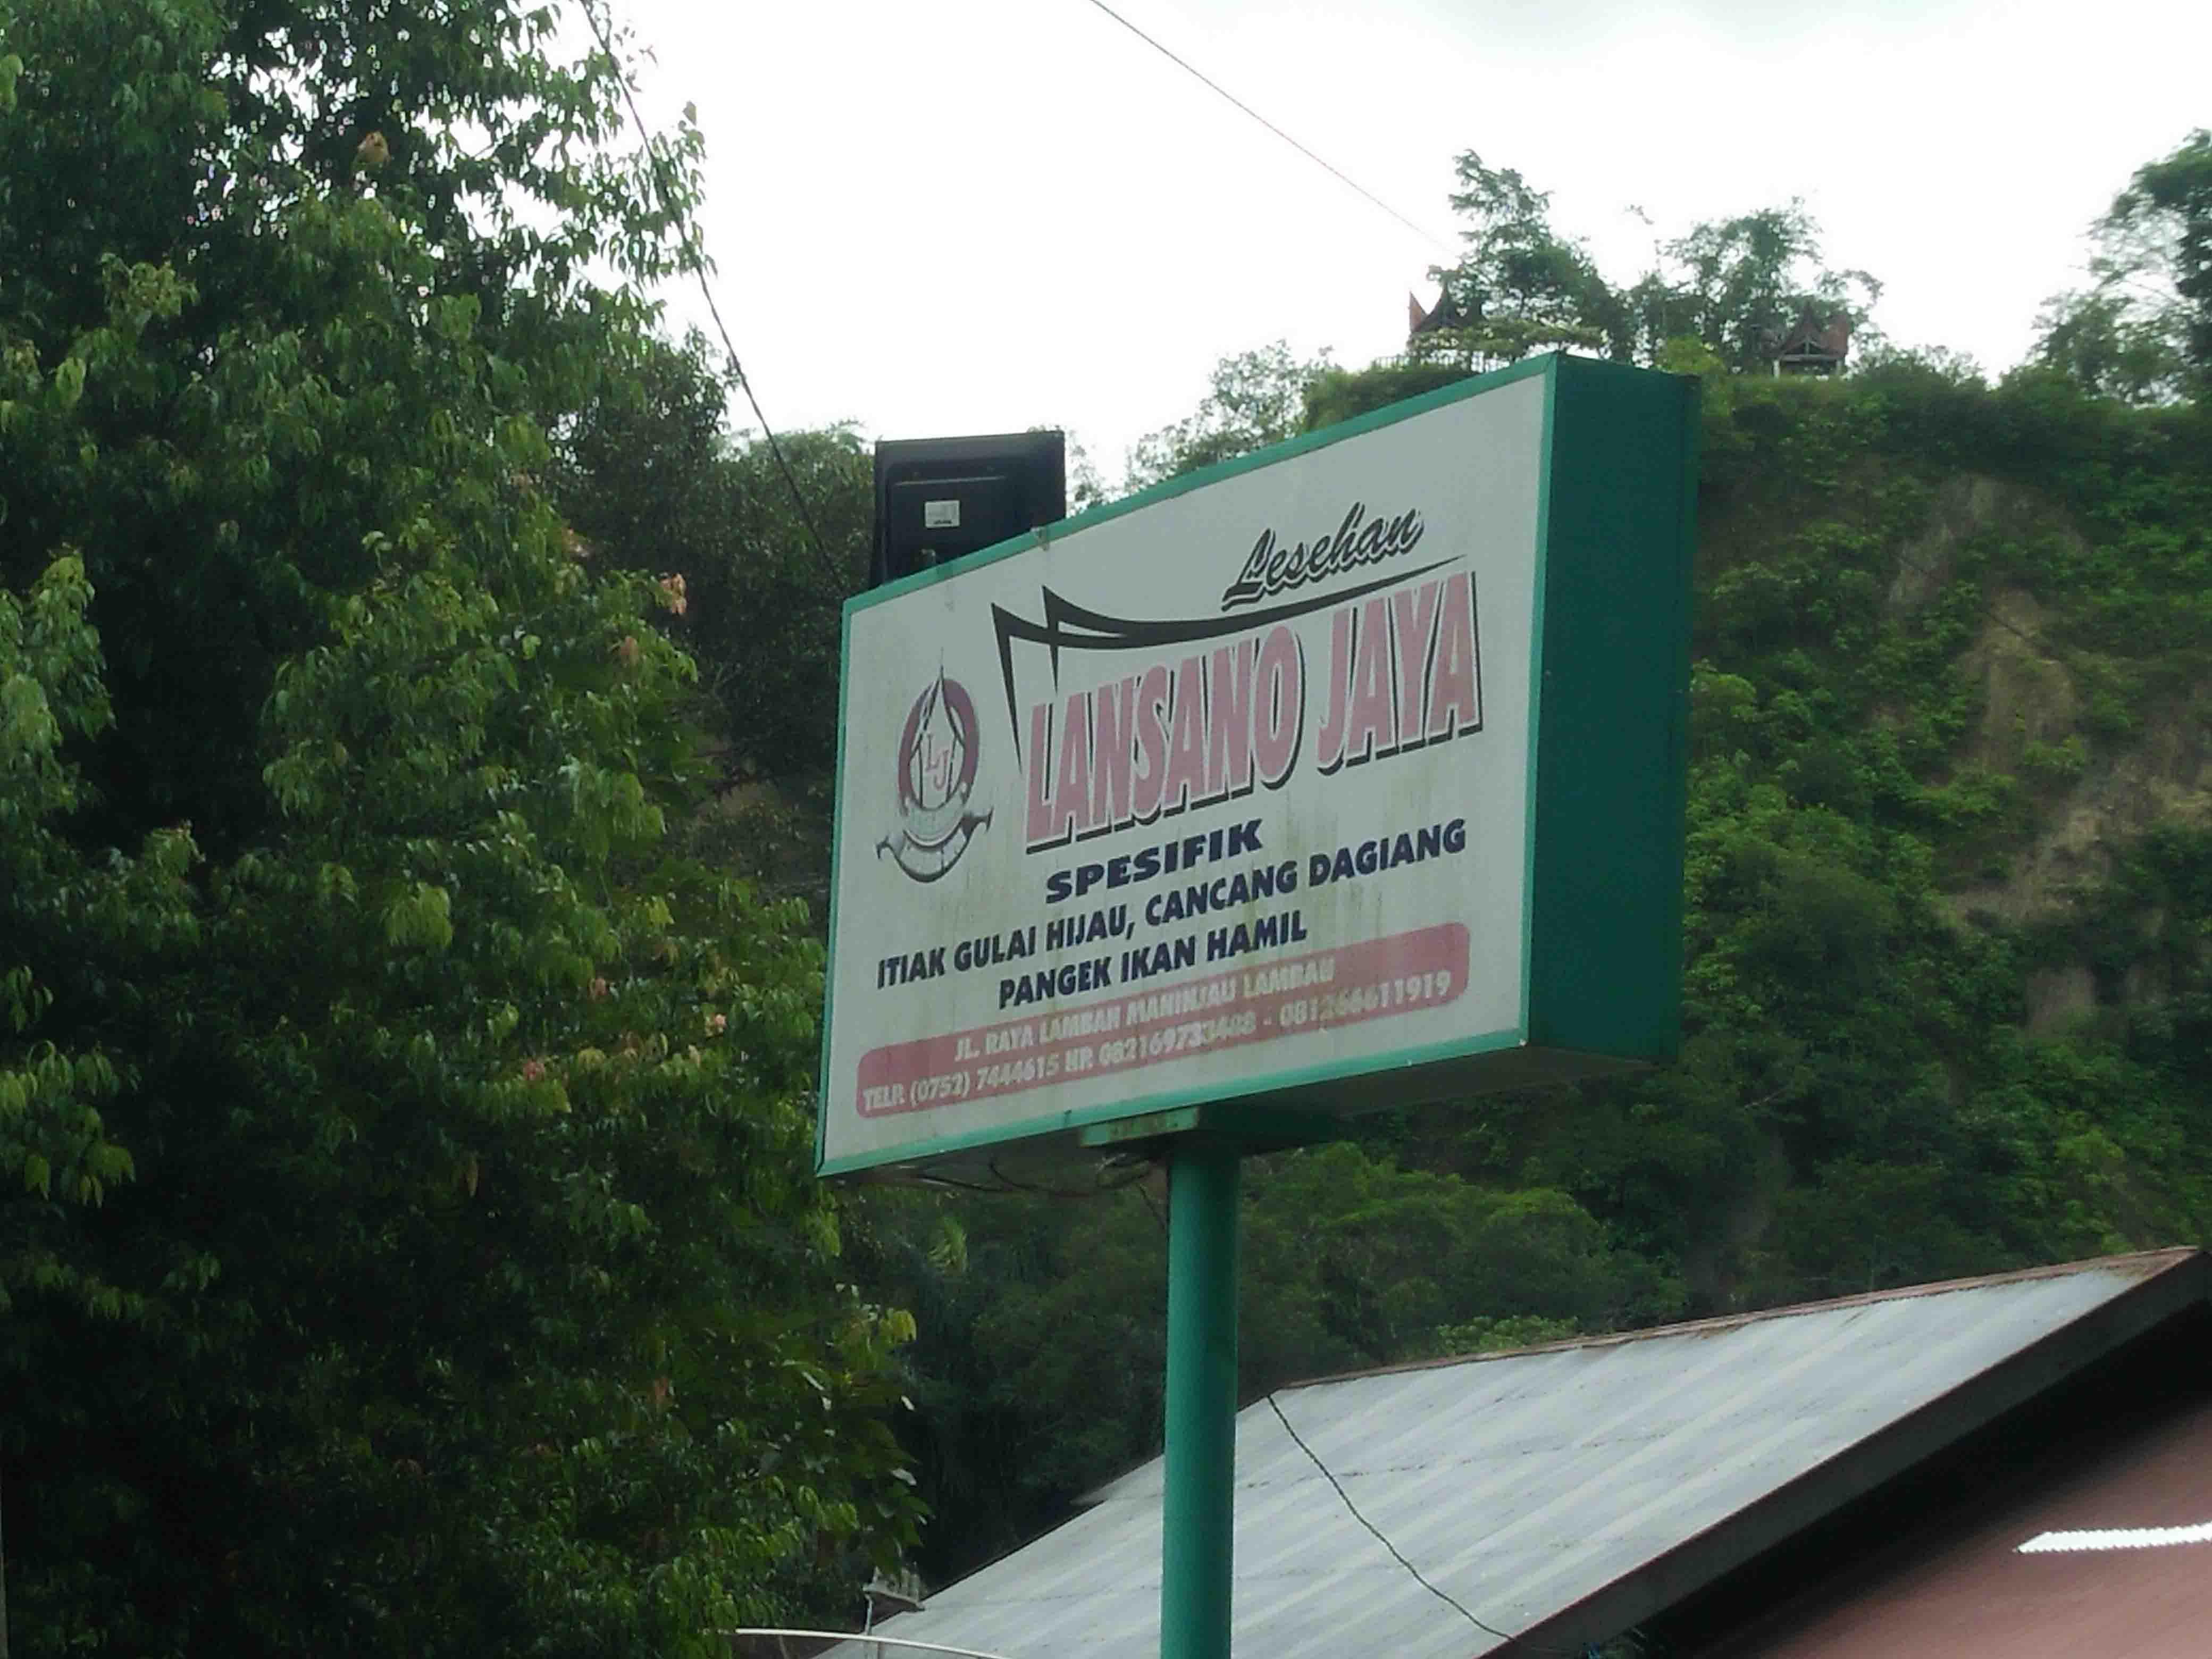 Lesehan
LANSANO JAYA
LJ
SPESIFIK
ITIAK GULAI HIJAU, CANCANG DAGIANG
PANGEK IKAN HAMIL
JL. RAYA LAMBAH MANINJAU LAMBAU
TELP. (0752) 7444615 HP. - 081266611919